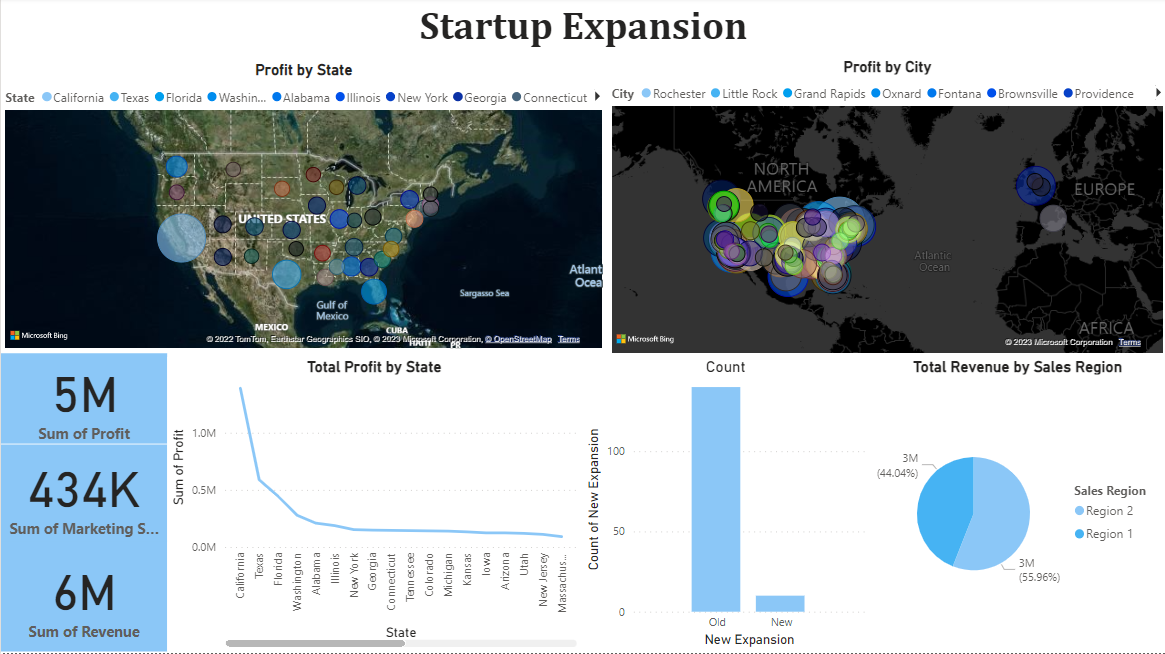 Startup Expansion
Profit by State
State California Texas Florida Washin... Alabama Illinois New York Georgia Connecticut
UNITED STATES
Gulf of
Mexico
MEXICO
CUBA
HAITI
PR
Sargasso Sea
Atlant
Ocea
Microsoft Bing
© 2022 TomTom, Earthstar Geographics SIO, © 2023 Microsoft Corporation, © OpenStreetMap Terms
Profit by City
City Rochester Little Rock Grand Rapids Oxnard Fontana Brownsville Providence
NORTH
AMERICA
EUROPE
Atlantic
Ocean
AFRICA
Microsoft Bing
© 2023 Microsoft Corporation Terms
5M
Sum of Profit
434K
Sum of Marketing S...
6M
Sum of Revenue
Total Profit by State
Sum of Profit
1.0M
0.5M
0.0M
California
Texas
Florida
Washington
Alabama
Illinois
New York
Georgia
Connecticut
Tennessee
Colorado
Michigan
Kansas
Iowa
Arizona
Utah
New Jersey
Massachus...
State
Count
Count of New Expansion
100
50
0
Old
New
New Expansion
Total Revenue by Sales Region
3M
(44.04%)
3M
(55.96%)
Sales Region
Region 2
Region 1